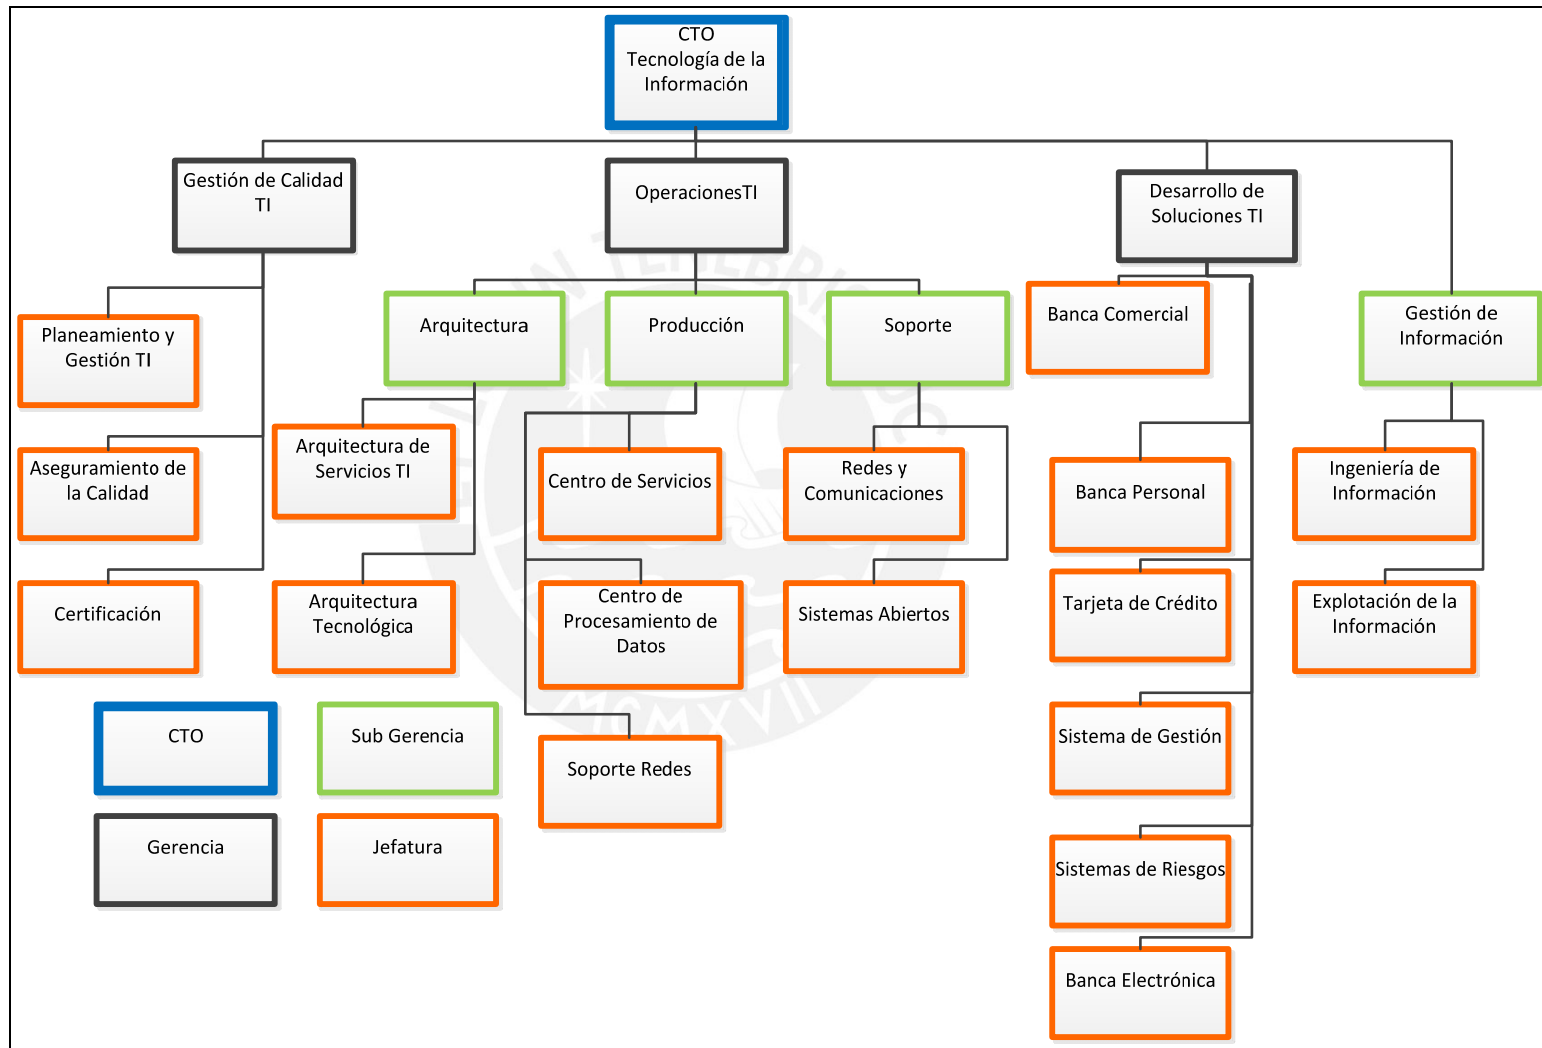 CTO
Tecnología de la
Información
Gestión de Calidad
TI
OperacionesTI
Desarrollo de
Soluciones TI
Planeamiento y
Gestión TI
Arquitectura
Producción
Soporte
Banca Comercial
Gestión de
Información
Aseguramiento de
la Calidad
Arquitectura de
Servicios TI
Centro de Servicios
Redes y
Comunicaciones
Banca Personal
Ingeniería de
Información
Certificación
Arquitectura
Tecnológica
Centro de
Procesamiento de
Datos
Sistemas Abiertos
Tarjeta de Crédito
Explotación de la
Información
CTO
Sub Gerencia
Soporte Redes
Sistema de Gestión
Gerencia
Jefatura
Sistemas de Riesgos
Banca Electrónica
MCMXVII